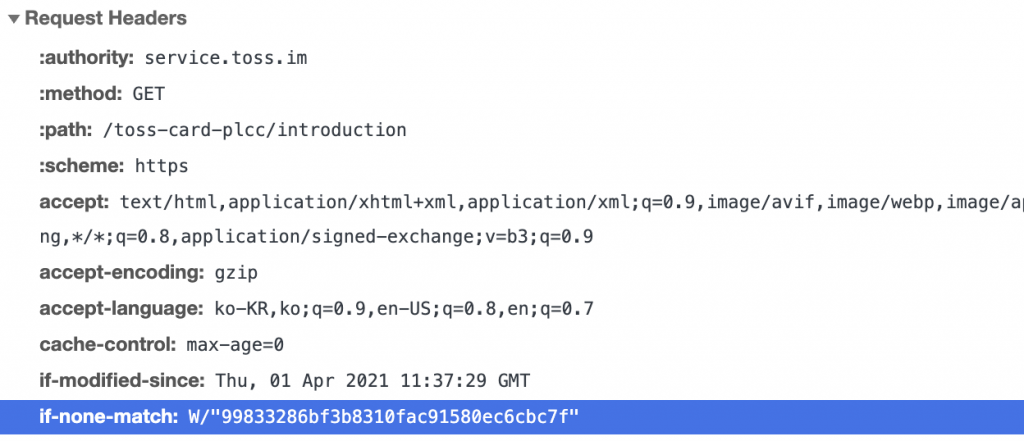 ▼ Request Headers
:authority: service.toss.im
:method: GET
:path: /toss-card-plcc/introduction
:scheme: https
accept: text/html,application/xhtml+xml,application/xml;q=0.9,image/avif,image/webp,image/ap
ng,*/*;q=0.8,application/signed-exchange;v=b3;q=0.9
accept-encoding: gzip
accept-language: ko-KR,ko;q=0.9,en-US;q=0.8,en;q=0.7
cache-control: max-age=0
if-modified-since: Thu, 01 Apr 2021 11:37:29 GMT
if-none-match: W/"99833286bf3b8310fac91580ec6cbc7f"